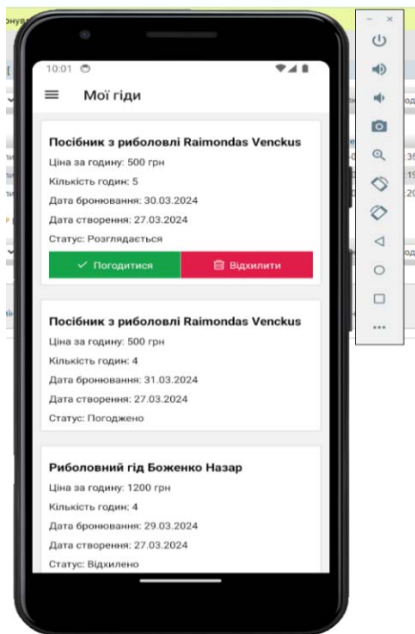 10:01
Мої гіди
Посібник з риболовлі Raimondas Venckus
Ціна за годину: 500 грн
Кількість годин: 5
Дата бронювання: 30.03.2024
Дата створення: 27.03.2024
Статус: Розглядається
Погодитися
Відхилити
Посібник з риболовлі Raimondas Venckus
Ціна за годину: 500 грн
Кількість годин: 4
Дата бронювання: 31.03.2024
Дата створення: 27.03.2024
Статус: Погоджено
Риболовний гід Боженко Назар
Ціна за годину: 1200 грн
Кількість годин: 4
Дата бронювання: 29.03.2024
Дата створення: 27.03.2024
Статус: Відхилено